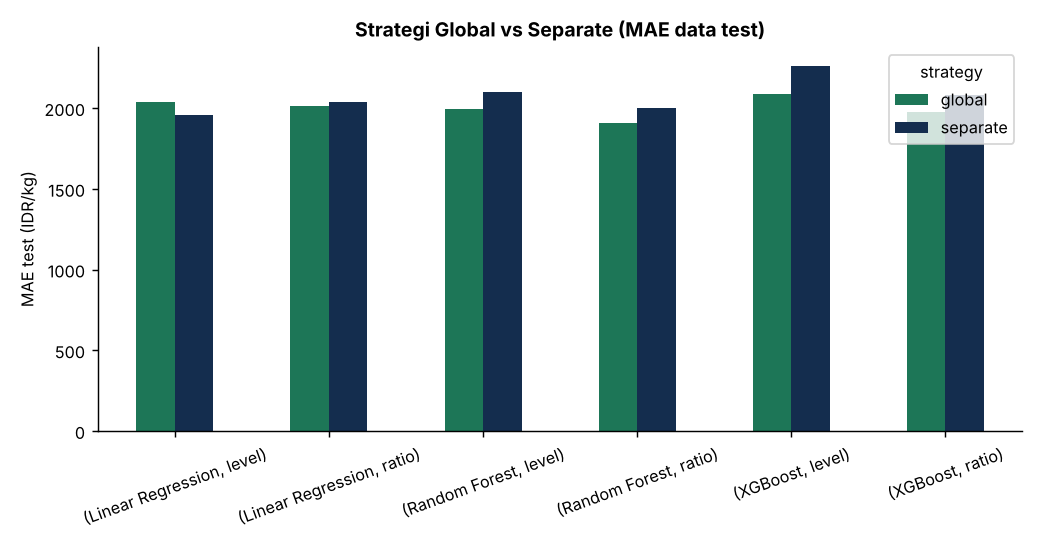 Strategi Global vs Separate (MAE data test)
strategy
global
separate
MAE test (IDR/kg)
2000
1500
1000
500
0
(Linear Regression, level)
(Linear Regression, ratio)
(Random Forest, level)
(Random Forest, ratio)
(XGBoost, level)
(XGBoost, ratio)